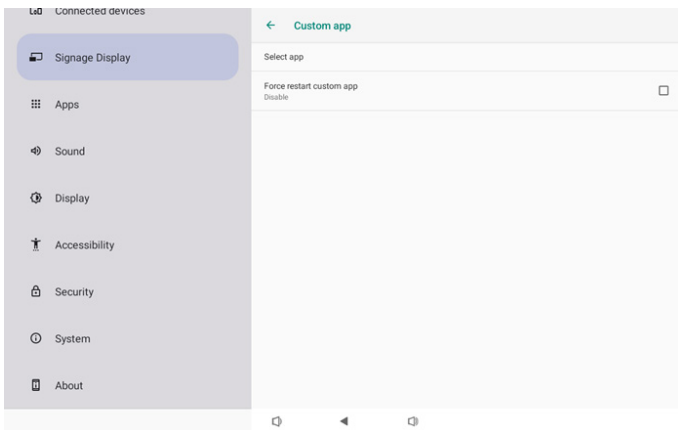 Connected devices
Signage Display
Apps
Sound
Display
Accessibility
Security
System
About
Custom app
Select app
Force restart custom app
Disable